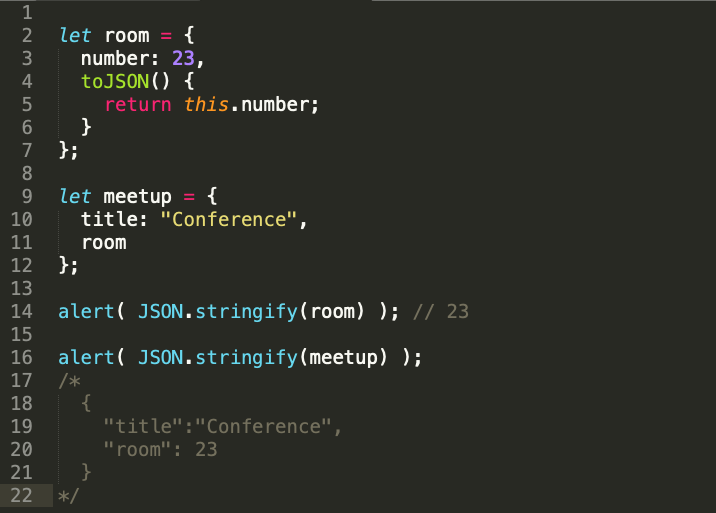 1
2 let room = {
3   number: 23,
4   toJSON() {
5     return this.number;
6   }
7 };
8
9 let meetup = {
10   title: "Conference",
11   room
12 };
13
14 alert( JSON.stringify(room) ); // 23
15
16 alert( JSON.stringify(meetup) );
17 /*
18   {
19     "title":"Conference",
20     "room": 23
21   }
22 */